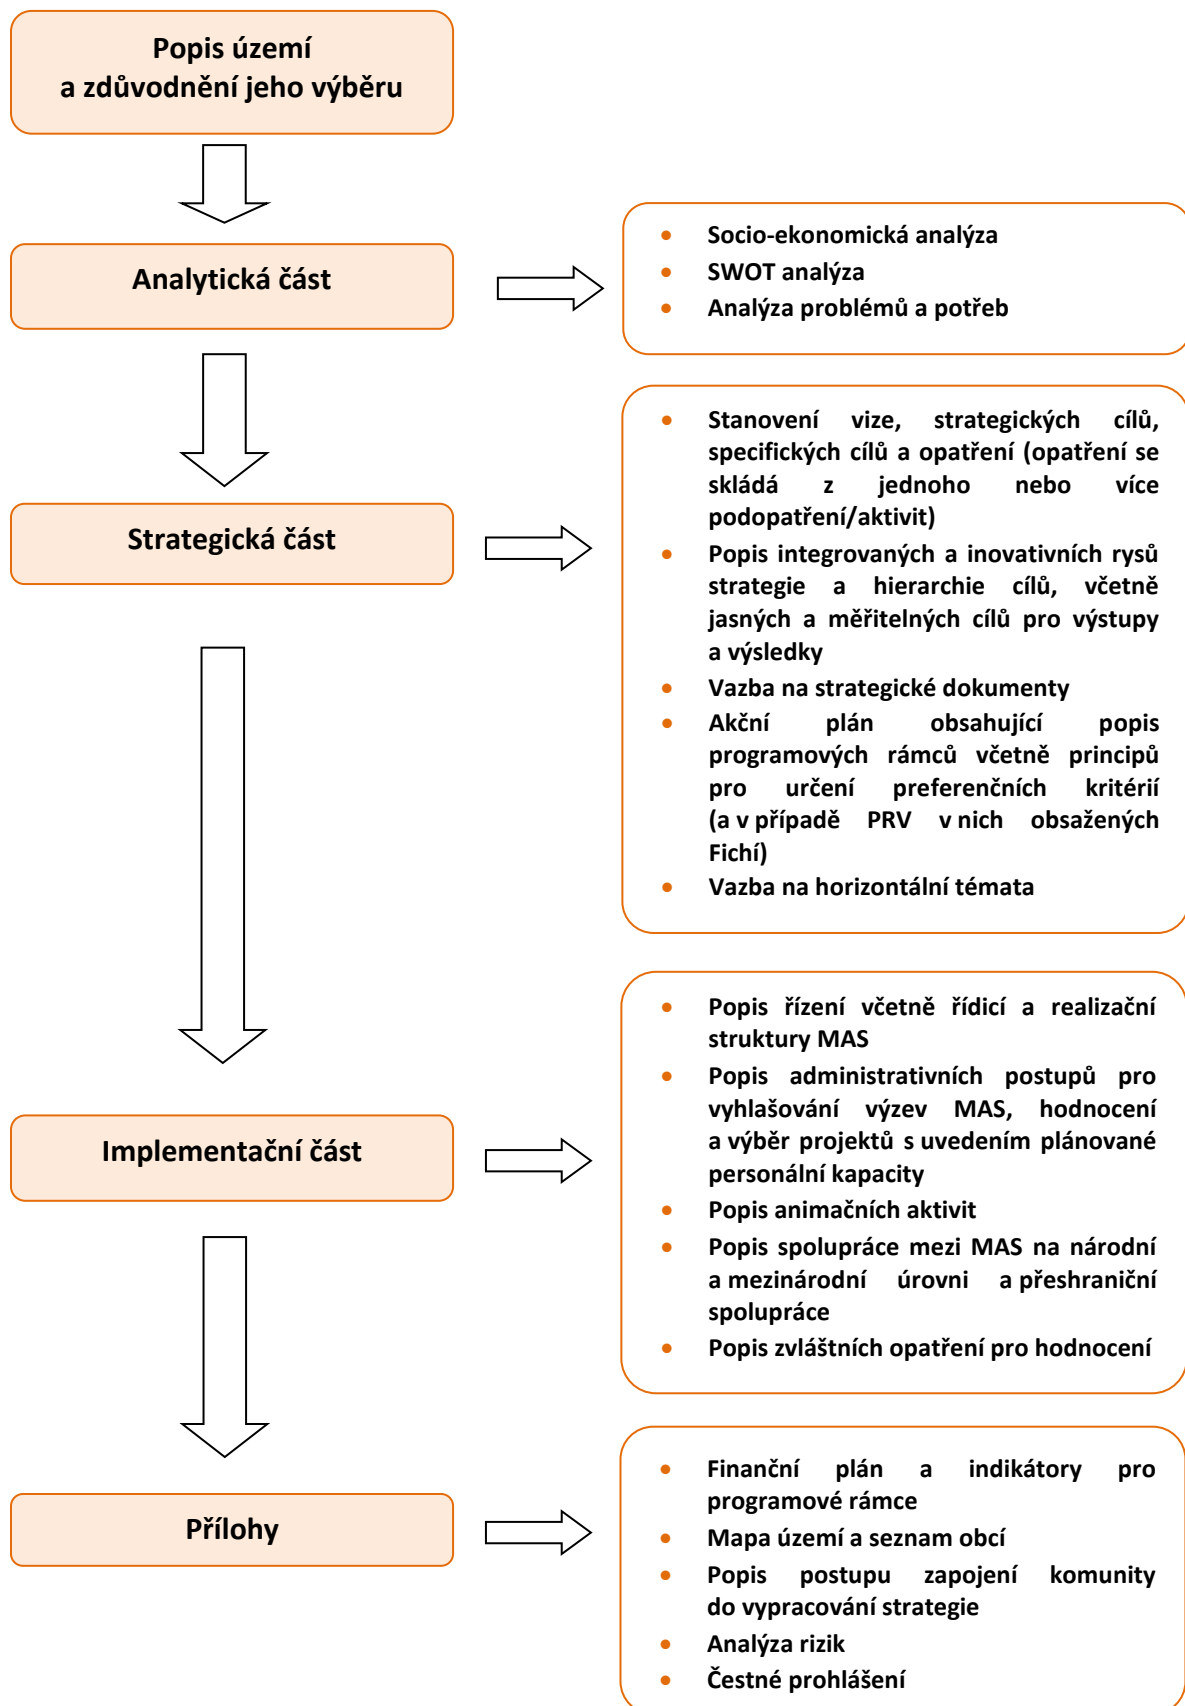 Popis území
a zdůvodnění jeho výběru
Analytická část
• Socio-ekonomická analýza
• SWOT analýza
• Analýza problémů a potřeb
Strategická část
• Stanovení vize, strategických cílů,
specifických cílů a opatření (opatření se
skládá z jednoho nebo více
podopatření/aktivit)
• Popis integrovaných a inovativních rysů
strategie a hierarchie cílů, včetně
jasných a měřitelných cílů pro výstupy
a výsledky
• Vazba na strategické dokumenty
• Akční plán obsahující popis
programových rámců včetně principů
pro určení preferenčních kritérií
(a v případě PRV v nich obsažených
Fichí)
• Vazba na horizontální témata
Implementační část
• Popis řízení včetně řídicí a realizační
struktury MAS
• Popis administrativních postupů pro
vyhlašování výzev MAS, hodnocení
a výběr projektů s uvedením plánované
personální kapacity
• Popis animačních aktivit
• Popis spolupráce mezi MAS na národní
a mezinárodní úrovni a přeshraniční
spolupráce
• Popis zvláštních opatření pro hodnocení
Přílohy
• Finanční plán a indikátory pro
programové rámce
• Mapa území a seznam obcí
• Popis postupu zapojení komunity
do vypracování strategie
• Analýza rizik
• Čestné prohlášení